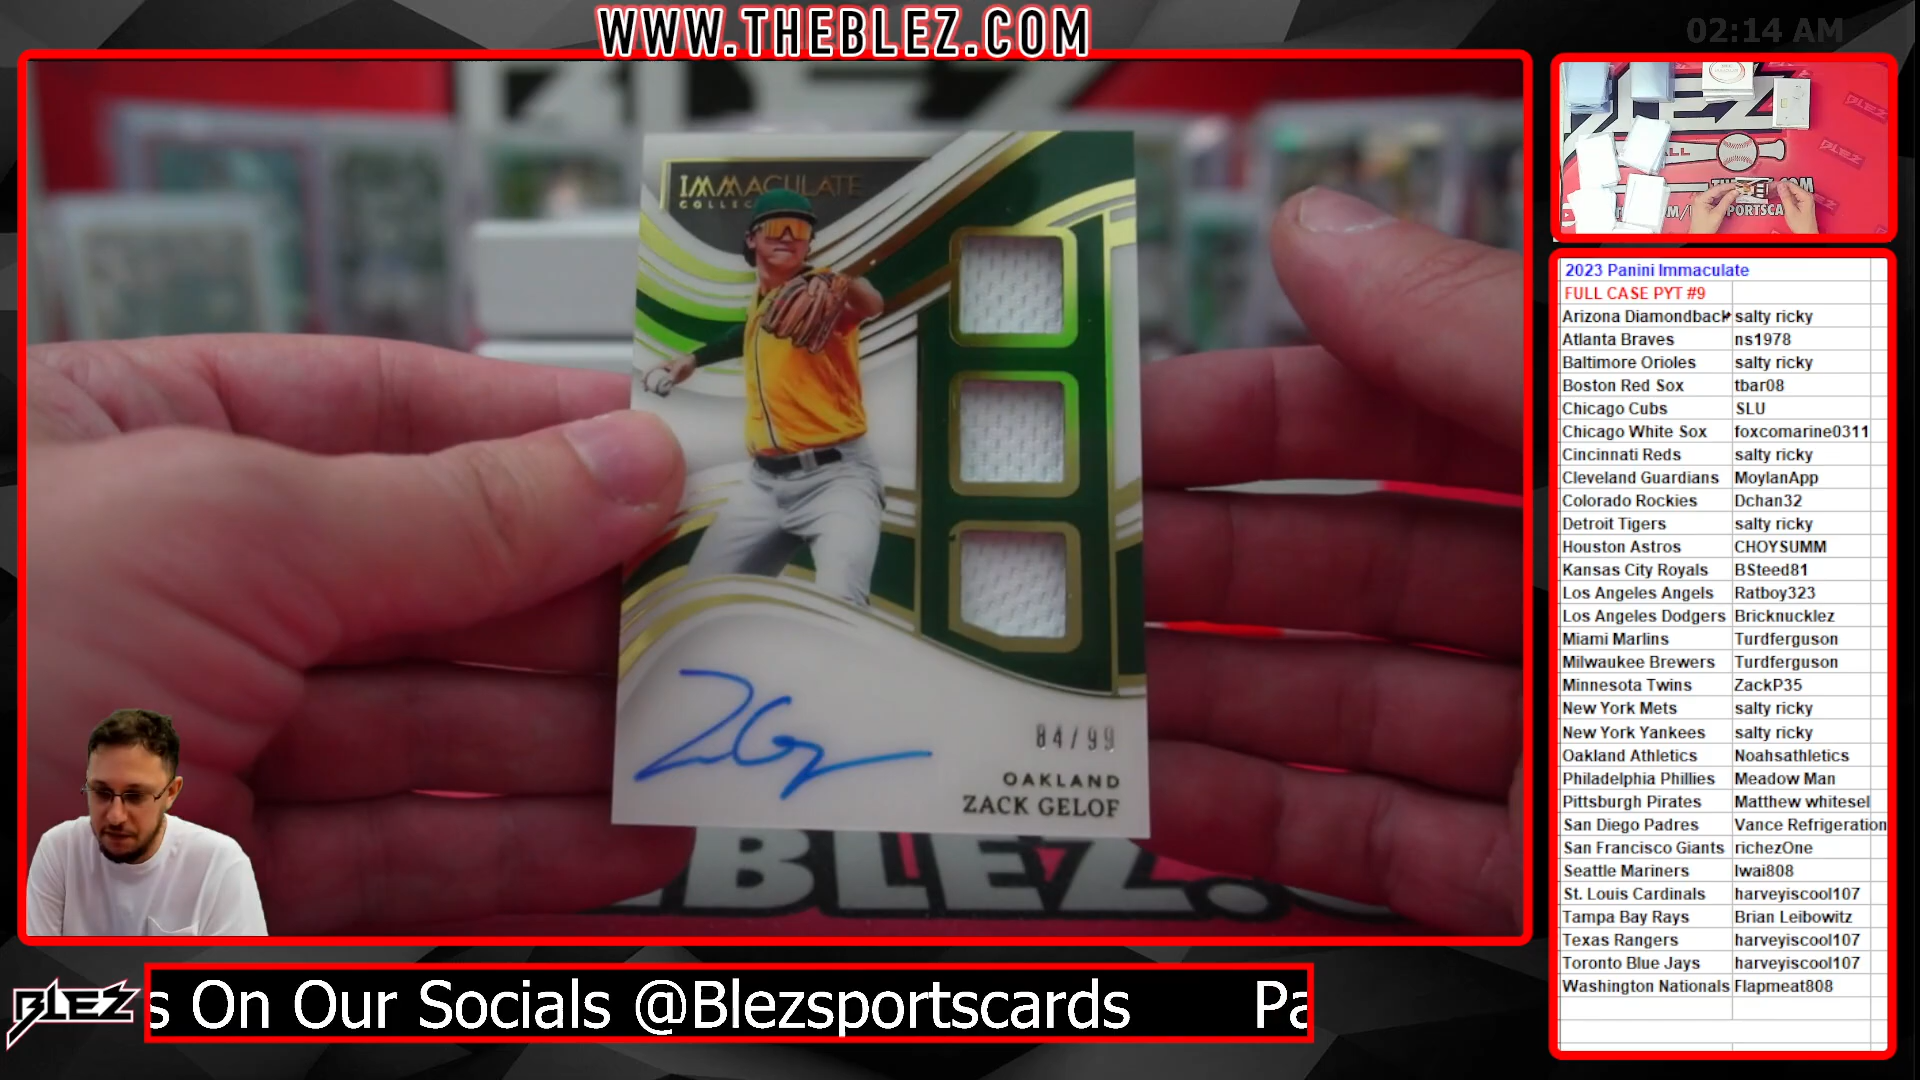 WWW.THEBLEZ.COM
02:14 AM
IMMACULATE
84/99
OAKLAND
ZACK GELOF
BLEZ.
2023 Panini Immaculate
FULL CASE PYT #9
Arizona Diamondback salty ricky
Atlanta Braves ns1978
Baltimore Orioles salty ricky
Boston Red Sox tbar08
Chicago Cubs SLU
Chicago White Sox foxcomarine0311
Cincinnati Reds salty ricky
Cleveland Guardians MoylanApp
Colorado Rockies Dchan32
Detroit Tigers salty ricky
Houston Astros CHOYSUMM
Kansas City Royals BSteed81
Los Angeles Angels Ratboy323
Los Angeles Dodgers Bricknucklez
Miami Marlins Turdferguson
Milwaukee Brewers Turdferguson
Minnesota Twins ZackP35
New York Mets salty ricky
New York Yankees salty ricky
Oakland Athletics Noahsathletics
Philadelphia Phillies Meadow Man
Pittsburgh Pirates Matthew whitesel
San Diego Padres Vance Refrigeration
San Francisco Giants richezOne
Seattle Mariners lwai808
St. Louis Cardinals harveyiscool107
Tampa Bay Rays Brian Leibowitz
Texas Rangers harveyiscool107
Toronto Blue Jays harveyiscool107
Washington Nationals Flapmeat808
BLEZ
s On Our Socials @Blezsportscards Pa